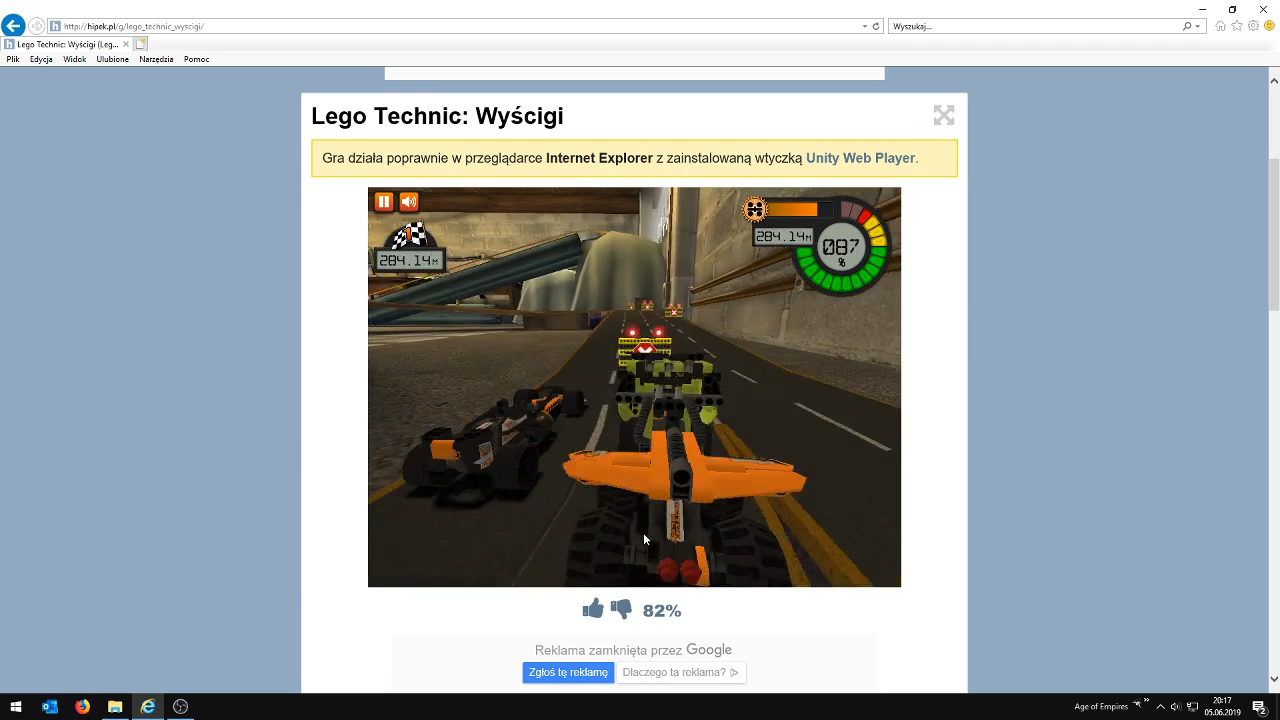 http://hipek.pl/g/lego_technic_wyscigi/
Wyszukaj...
Lego Technic: Wyścigi (Leg...
Plik Edycja Widok Ulubione Narzędzia Pomoc
Lego Technic: Wyścigi
Gra działa poprawnie w przeglądarce Internet Explorer z zainstalowaną wtyczką Unity Web Player.
284.14M
284.14M
087
%
82%
Reklama zamknięta przez Google
Zgłoś tę reklamę
Dlaczego ta reklama?
Age of Empires
20:17
05.06.2019
2